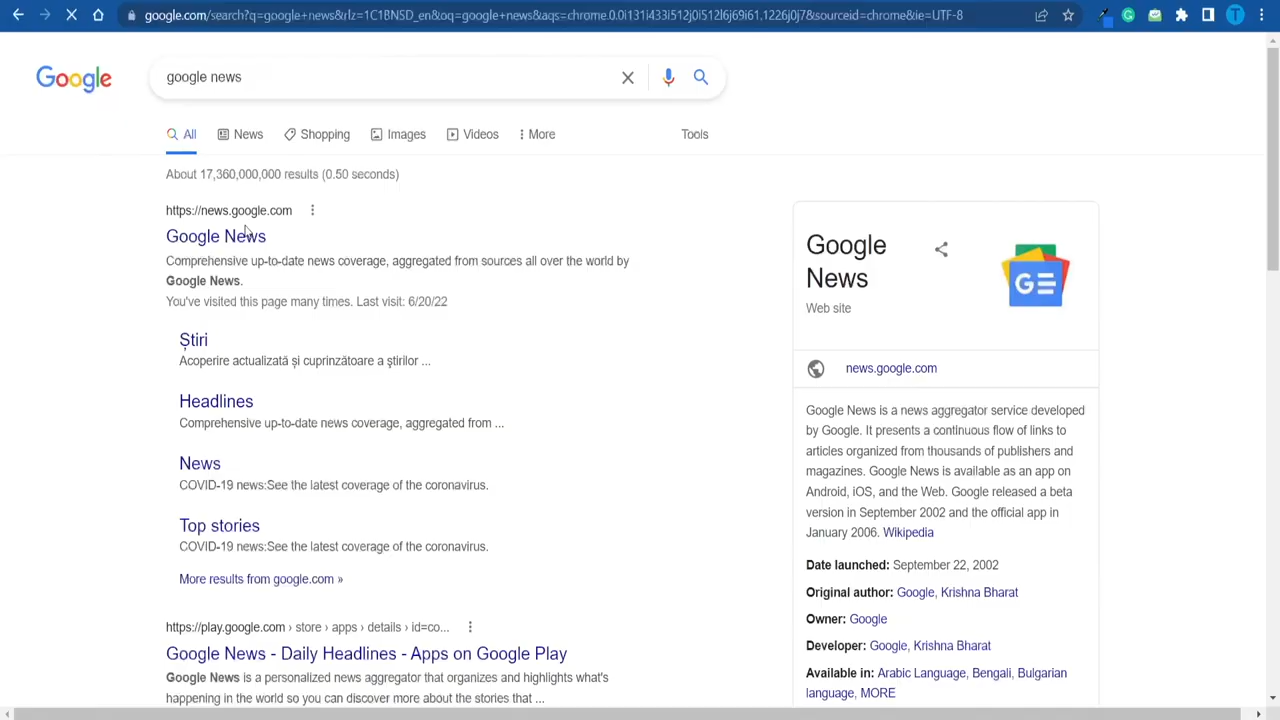 google.com/search?q=google+news&rlz=1C1BNSD_en&oq=google+news&aqs=chrome.0.0i131i433i512j0i512l6j69i61.1226j0j7&sourceid=chrome&ie=UTF-8
T
Google
google news
All
News
Shopping
Images
Videos
More
Tools
About 17,360,000,000 results (0.50 seconds)
https://news.google.com
Google News
Comprehensive up-to-date news coverage, aggregated from sources all over the world by
Google News.
You've visited this page many times. Last visit: 6/20/22
Știri
Acoperire actualizată și cuprinzătoare a știrilor ...
Headlines
Comprehensive up-to-date news coverage, aggregated from ...
News
COVID-19 news:See the latest coverage of the coronavirus.
Top stories
COVID-19 news:See the latest coverage of the coronavirus.
More results from google.com »
https://play.google.com › store › apps › details › id=co...
Google News - Daily Headlines - Apps on Google Play
Google News is a personalized news aggregator that organizes and highlights what's
happening in the world so you can discover more about the stories that ...
Google
News
Web site
GE
news.google.com
Google News is a news aggregator service developed
by Google. It presents a continuous flow of links to
articles organized from thousands of publishers and
magazines. Google News is available as an app on
Android, iOS, and the Web. Google released a beta
version in September 2002 and the official app in
January 2006. Wikipedia
Date launched: September 22, 2002
Original author: Google, Krishna Bharat
Owner: Google
Developer: Google, Krishna Bharat
Available in: Arabic Language, Bengali, Bulgarian
language, MORE